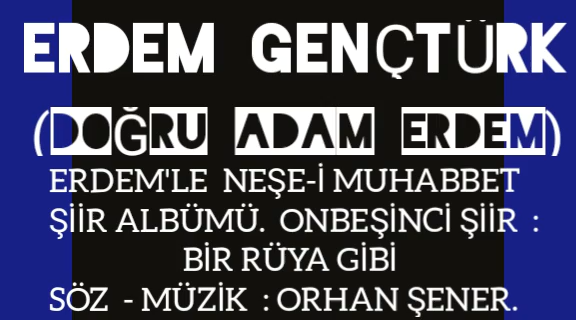 ERDEM GENÇTÜRK
(DOĞRU ADAM ERDEM)
ERDEM'LE NEŞE-İ MUHABBET
ŞİİR ALBÜMÜ. ONBEŞİNCİ ŞİİR :
BİR RÜYA GİBİ
SÖZ - MÜZİK : ORHAN ŞENER.